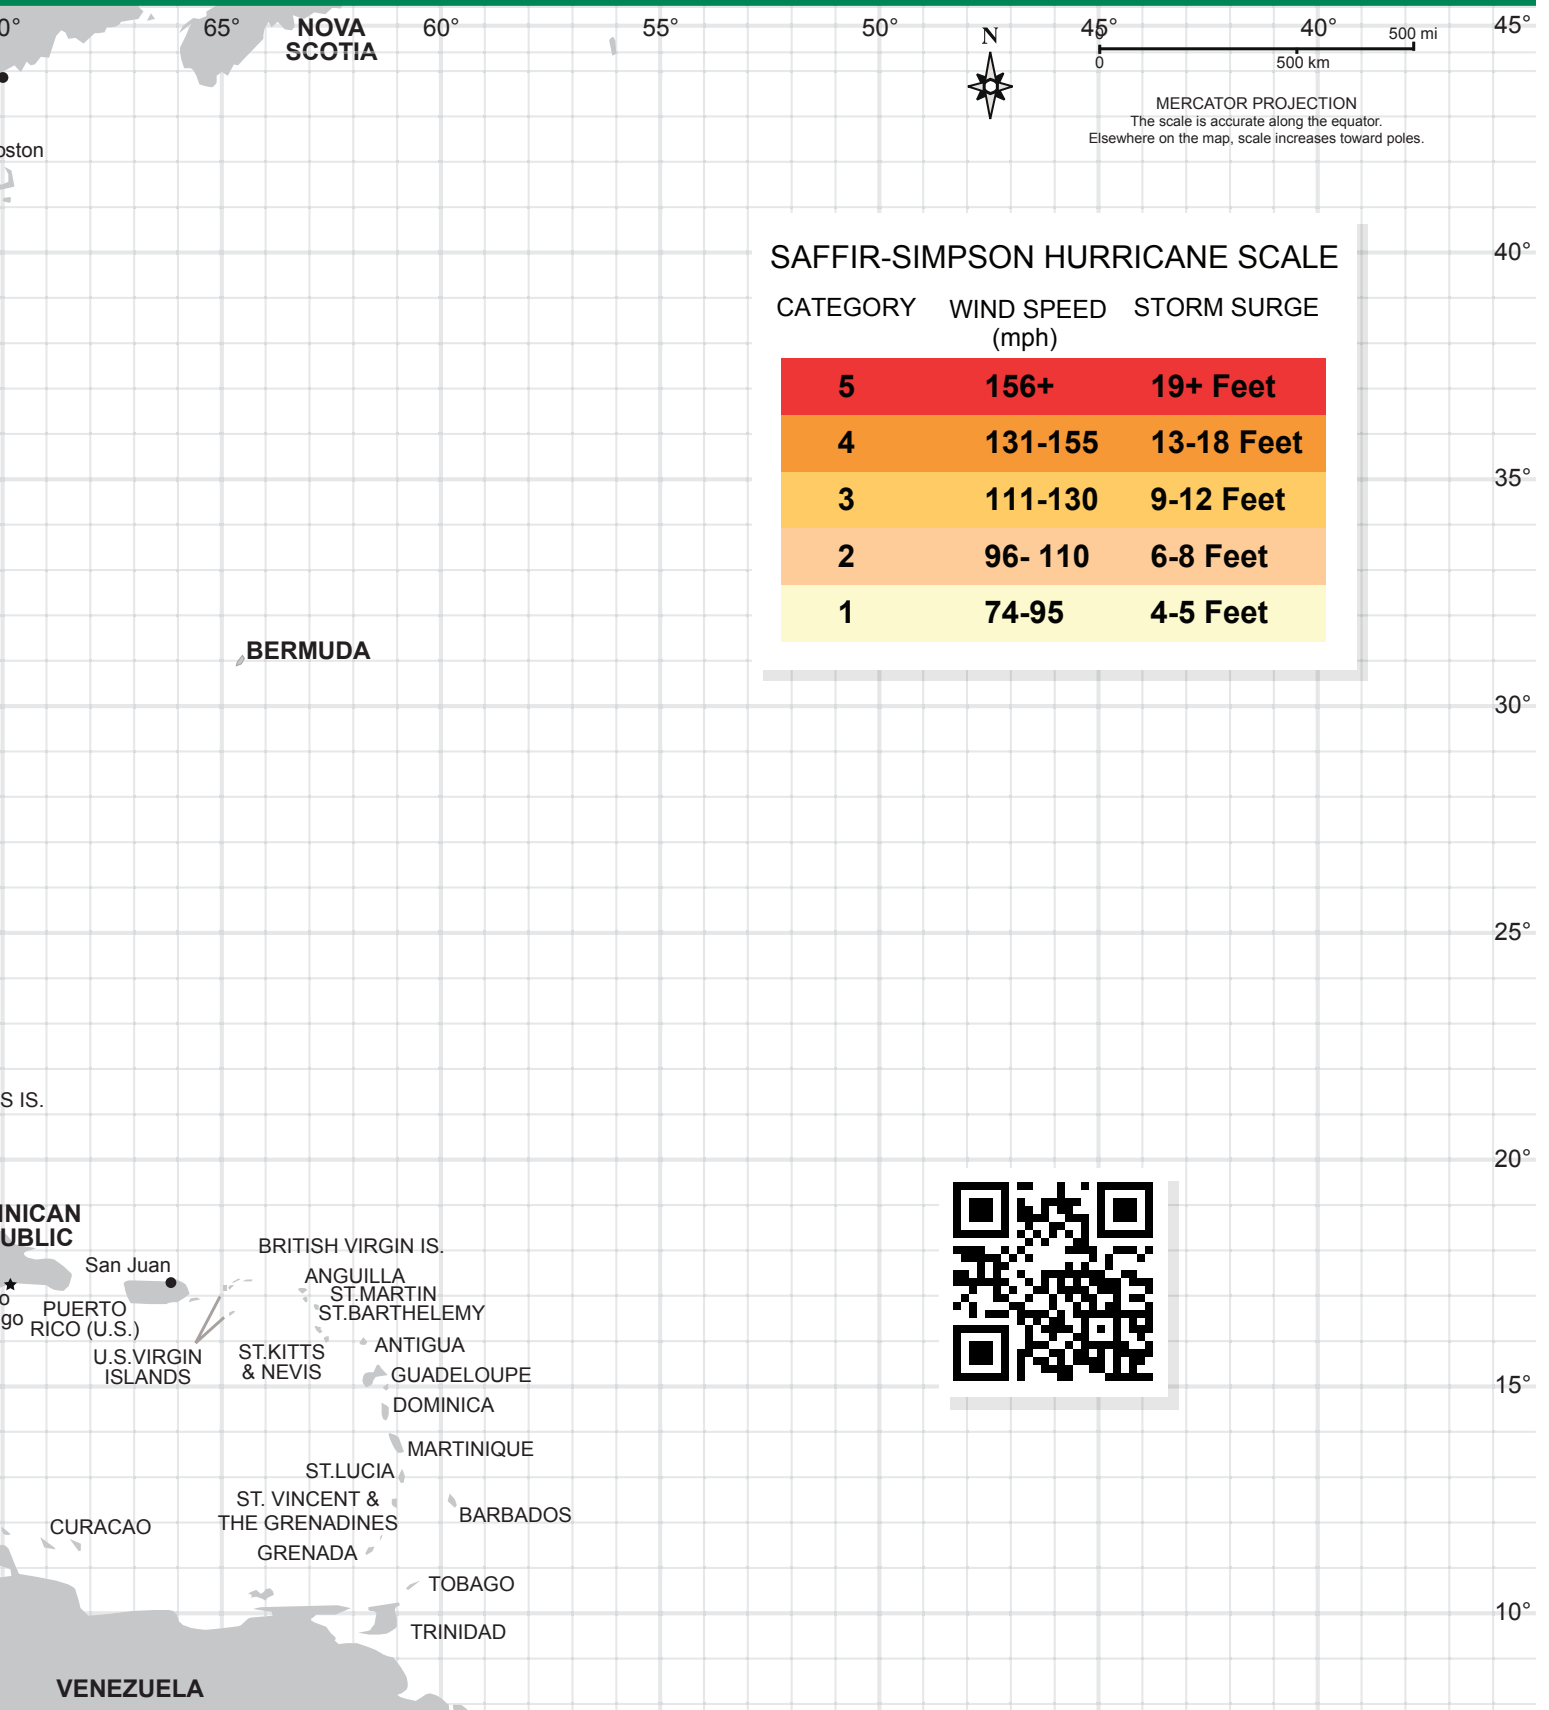 65°
NOVA
SCOTIA
60°
55°
50°
N
45°
0
40°
500 mi
45°
0
500 km
MERCATOR PROJECTION
The scale is accurate along the equator.
Elsewhere on the map, scale increases toward poles.
oston
SAFFIR-SIMPSON HURRICANE SCALE
CATEGORY WIND SPEED (mph) STORM SURGE
5 156+ 19+ Feet
4 131-155 13-18 Feet
3 111-130 9-12 Feet
2 96- 110 6-8 Feet
1 74-95 4-5 Feet
40°
35°
BERMUDA
30°
25°
S IS.
20°
INICAN
UBLIC
San Juan
BRITISH VIRGIN IS.
ANGUILLA
ST.MARTIN
ST.BARTHELEMY
o
go
PUERTO
RICO (U.S.)
U.S.VIRGIN
ISLANDS
ST.KITTS
& NEVIS
ANTIGUA
GUADELOUPE
15°
DOMINICA
MARTINIQUE
ST.LUCIA
ST. VINCENT &
THE GRENADINES
BARBADOS
CURACAO
GRENADA
TOBAGO
10°
TRINIDAD
VENEZUELA